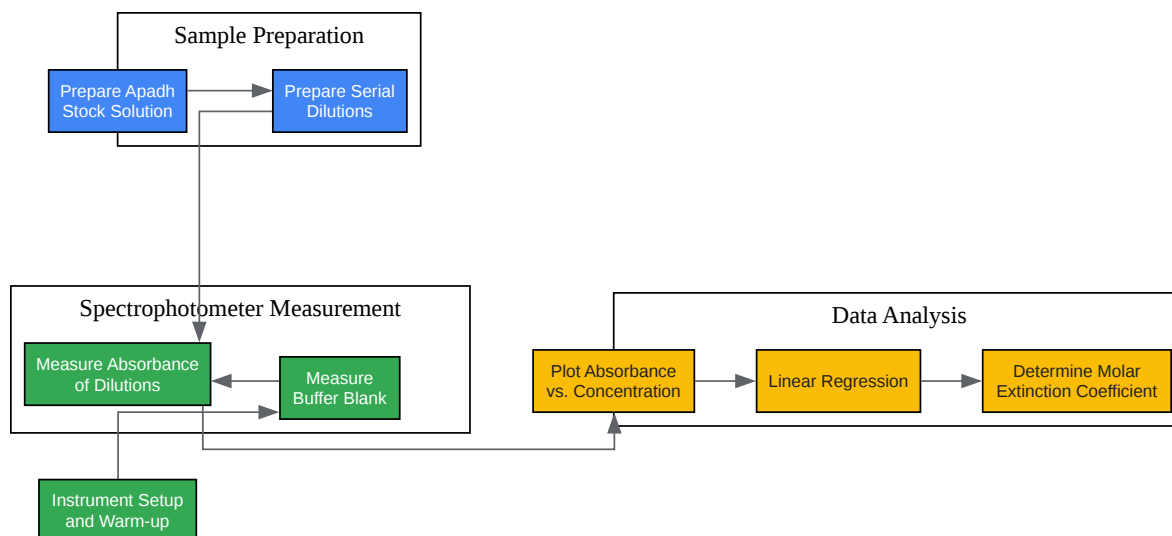 Sample Preparation
Prepare Apadh
Stock Solution
Prepare Serial
Dilutions
Spectrophotometer Measurement
Measure Absorbance
of Dilutions
Measure
Buffer Blank
Instrument Setup
and Warm-up
Data Analysis
Plot Absorbance
vs. Concentration
Linear Regression
Determine Molar
Extinction Coefficient